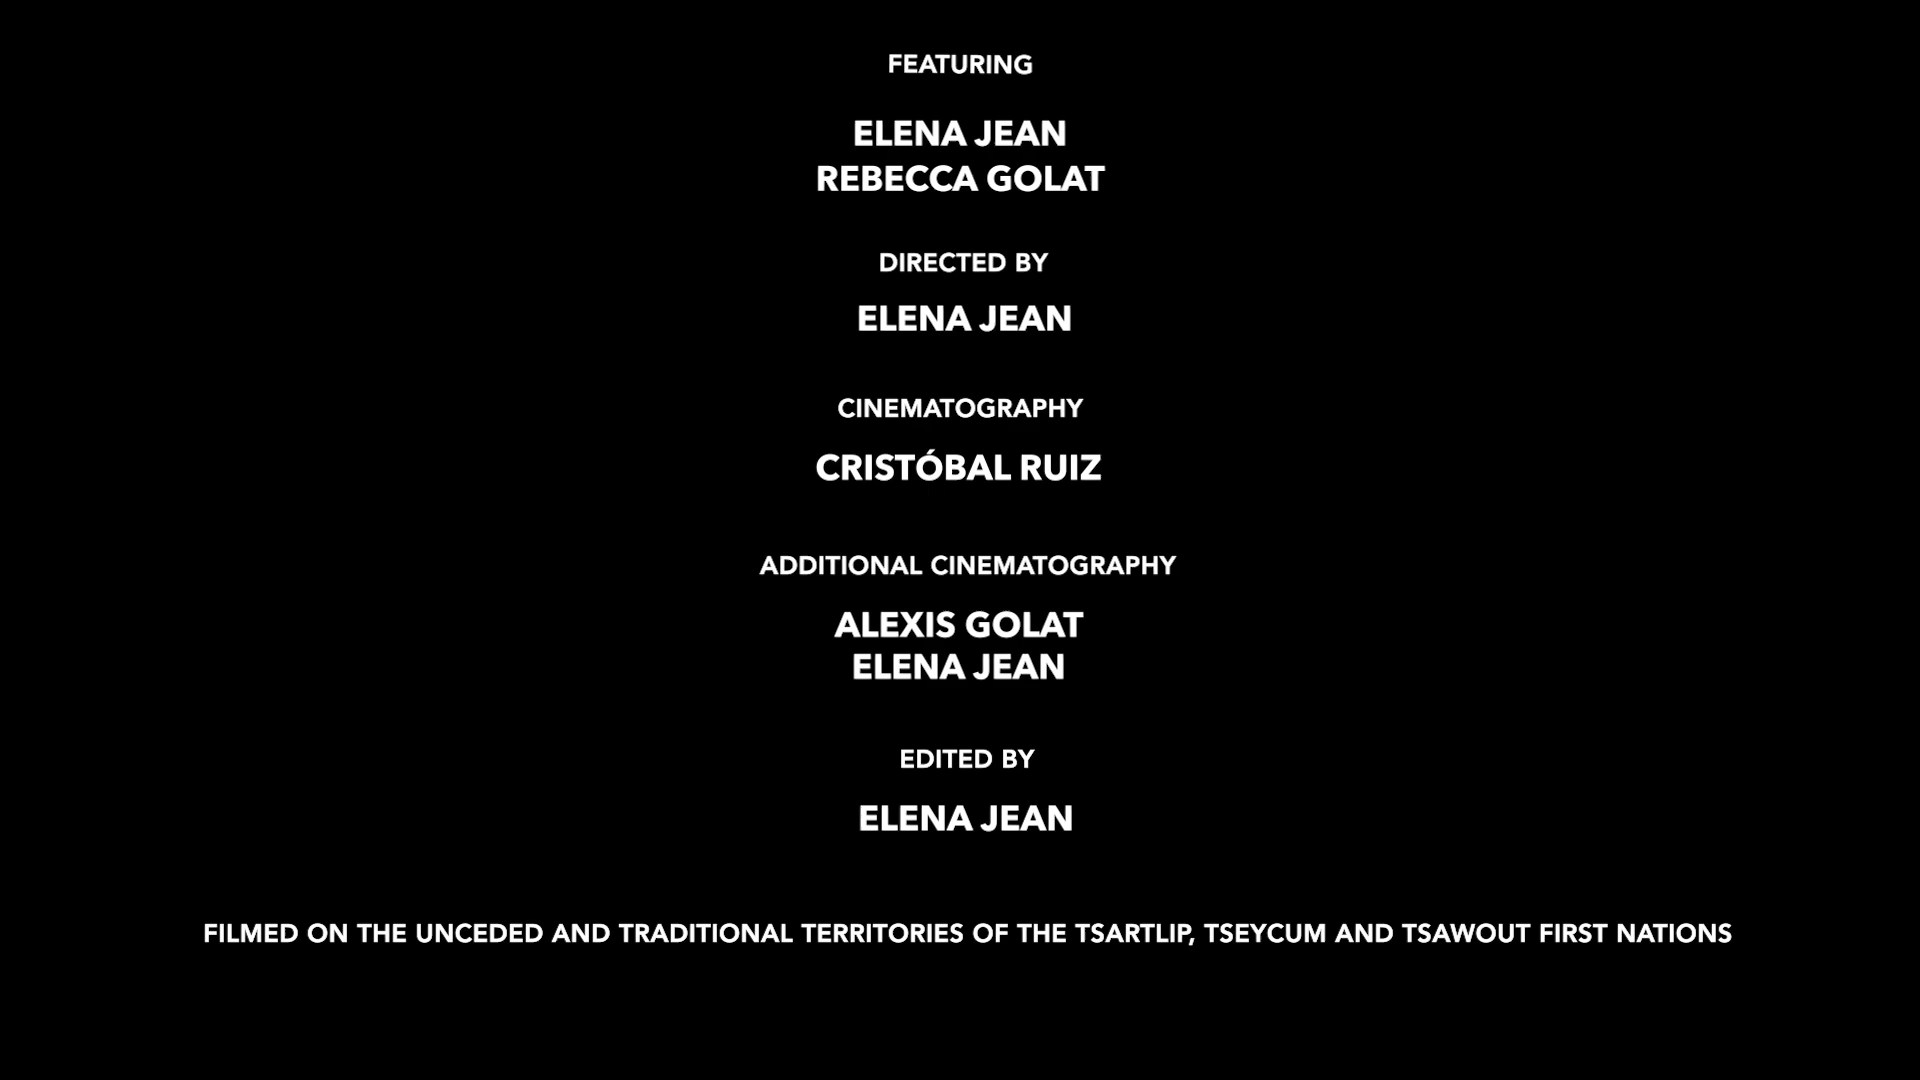 FEATURING
ELENA JEAN
REBECCA GOLAT
DIRECTED BY
ELENA JEAN
CINEMATOGRAPHY
CRISTÓBAL RUIZ
ADDITIONAL CINEMATOGRAPHY
ALEXIS GOLAT
ELENA JEAN
EDITED BY
ELENA JEAN
FILMED ON THE UNCEDED AND TRADITIONAL TERRITORIES OF THE TSARTLIP, TSEYCUM AND TSAWOUT FIRST NATIONS